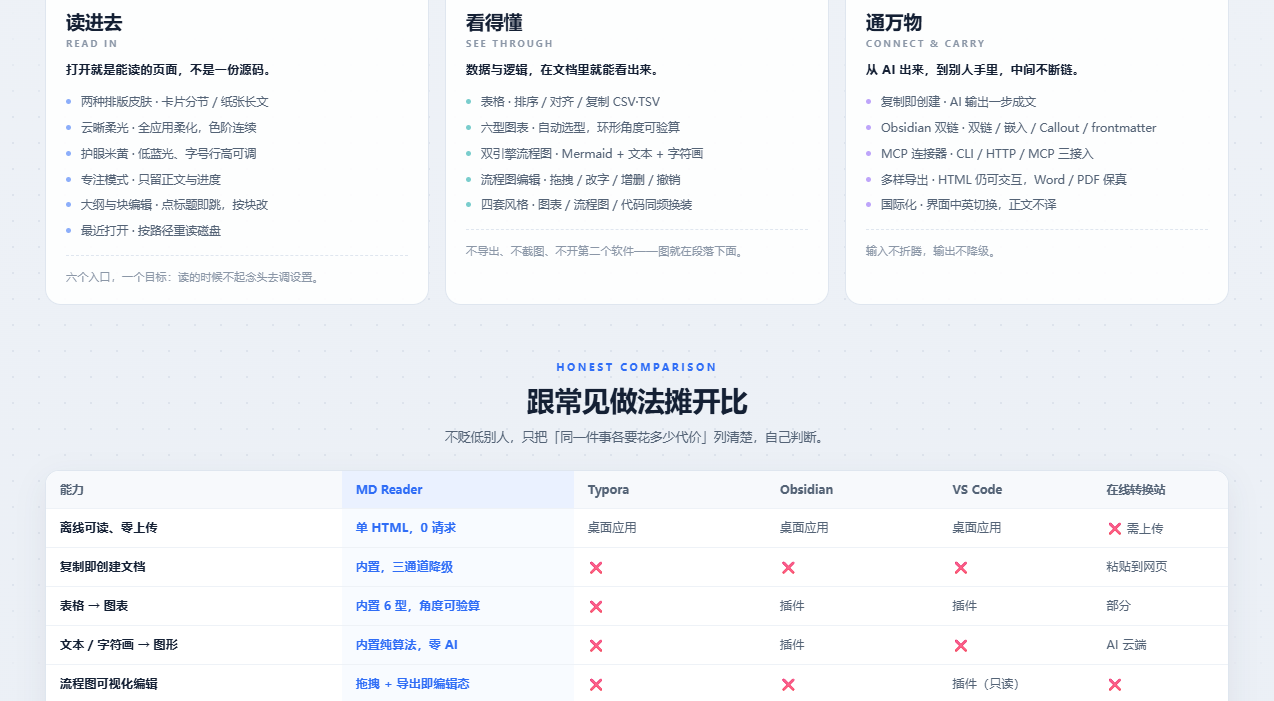 读进去
READ IN
打开就是能读的页面，不是一份源码。
两种排版皮肤 · 卡片分节 / 纸张长文
云晰柔光 · 全应用柔化，色阶连续
护眼米黄 · 低蓝光、字号行高可调
专注模式 · 只留正文与进度
大纲与块编辑 · 点标题即跳，按块改
最近打开 · 按路径重读磁盘
六个入口，一个目标：读的时候不起念头去调设置。
看得懂
SEE THROUGH
数据与逻辑，在文档里就能看出来。
表格 · 排序 / 对齐 / 复制 CSV·TSV
六型图表 · 自动选型，环形角度可验算
双引擎流程图 · Mermaid + 文本 + 字符画
流程图编辑 · 拖拽 / 改字 / 增删 / 撤销
四套风格 · 图表 / 流程图 / 代码同频换装
不导出、不截图、不开第二个软件——图就在段落下面。
通万物
CONNECT & CARRY
从 AI 出来，到别人手里，中间不断链。
复制即创建 · AI 输出一步成文
Obsidian 双链 · 双链 / 嵌入 / Callout / frontmatter
MCP 连接器 · CLI / HTTP / MCP 三接入
多样导出 · HTML 仍可交互，Word / PDF 保真
国际化 · 界面中英切换，正文不译
输入不折腾，输出不降级。
HONEST COMPARISON
跟常见做法摊开比
不贬低别人，只把「同一件事各要花多少代价」列清楚，自己判断。
能力 MD Reader Typora Obsidian VS Code 在线转换站
离线可读、零上传 单 HTML，0 请求 桌面应用 桌面应用 桌面应用 ❌ 需上传
复制即创建文档 内置，三通道降级 ❌ ❌ ❌ 粘贴到网页
表格 → 图表 内置 6 型，角度可验算 ❌ 插件 插件 部分
文本 / 字符画 → 图形 内置纯算法，零 AI ❌ 插件 ❌ AI 云端
流程图可视化编辑 拖拽 + 导出即编辑态 ❌ ❌ 插件（只读） ❌